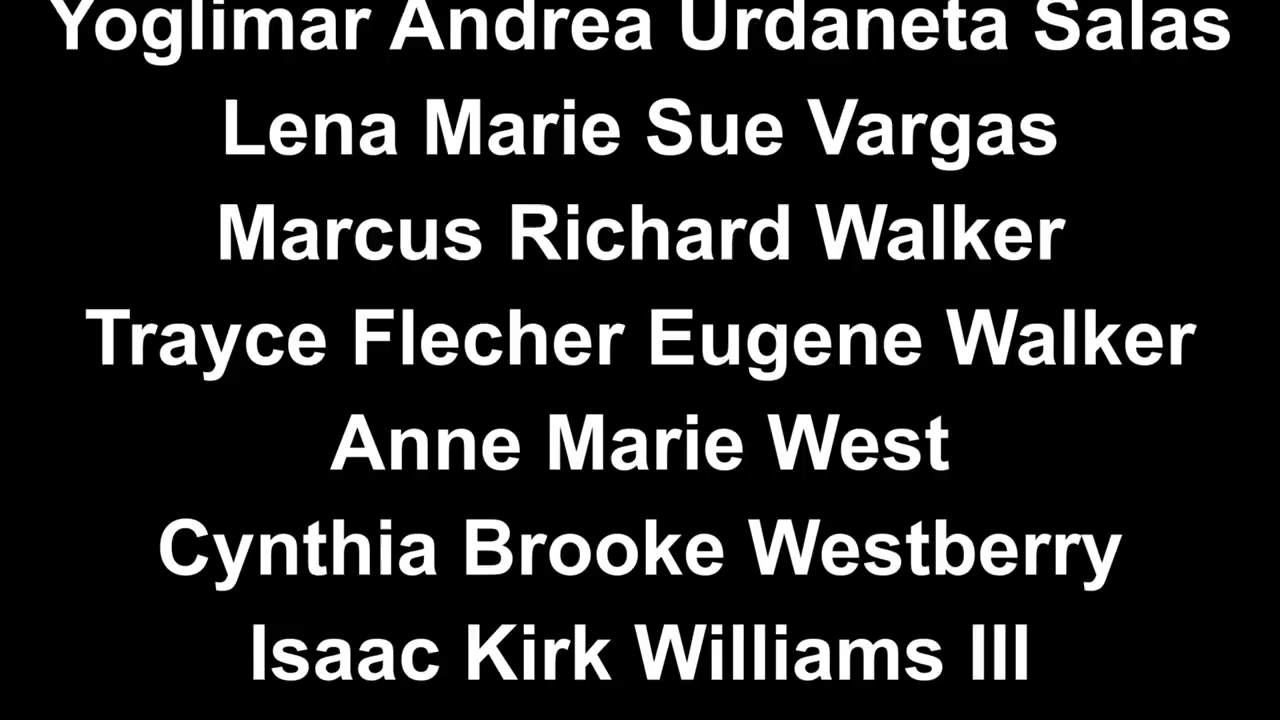 Yoglimar Andrea Urdaneta Salas
Lena Marie Sue Vargas
Marcus Richard Walker
Trayce Flecher Eugene Walker
Anne Marie West
Cynthia Brooke Westberry
Isaac Kirk Williams III